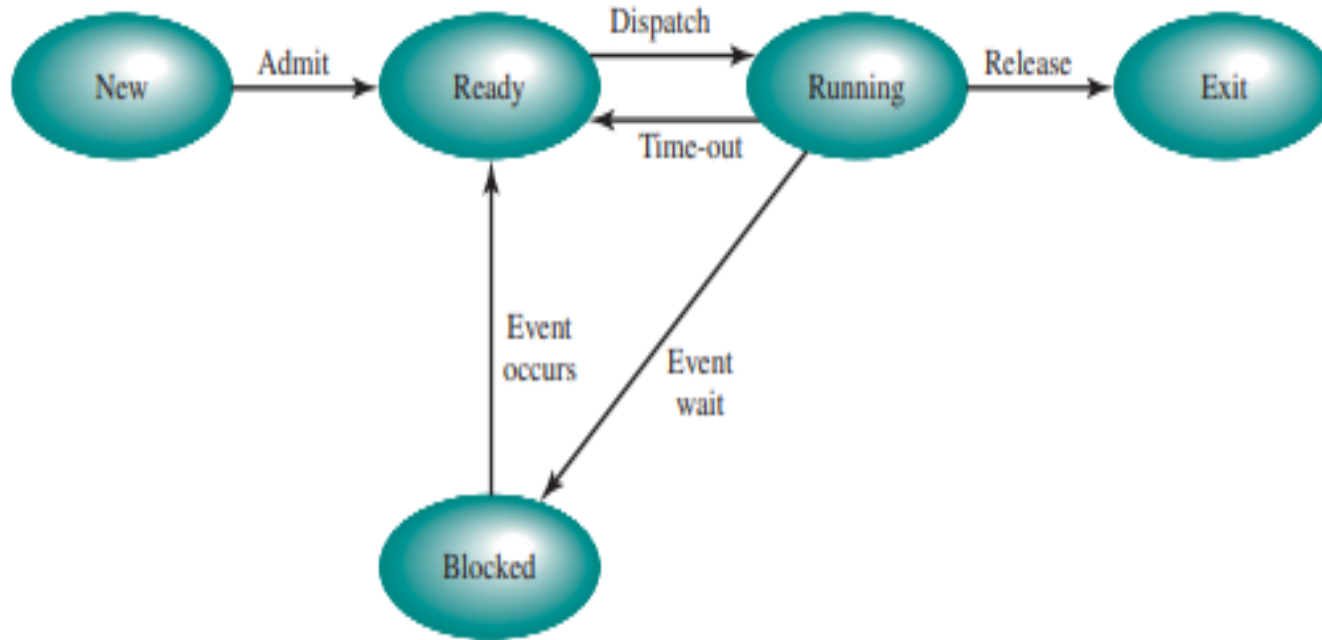 Dispatch
New
Admit
Ready
Running
Release
Exit
Time-out
Event
occurs
Event
wait
Blocked